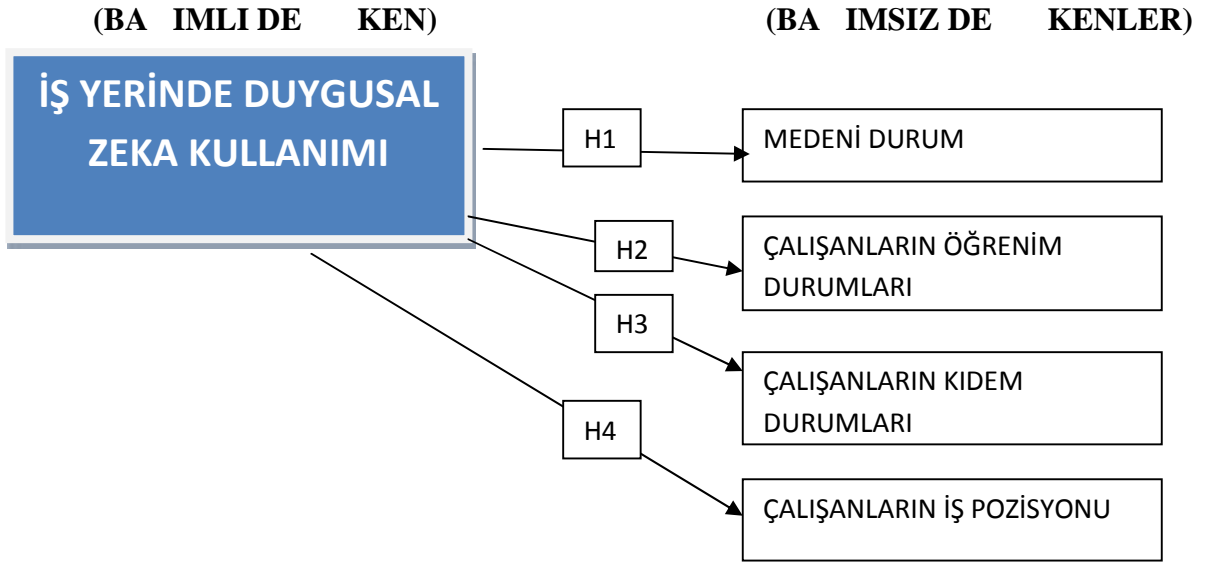 (BA IMLI DE KEN) (BA IMSIZ DE KENLER)
İŞ YERİNDE DUYGUSAL
ZEKA KULLANIMI
H1
MEDENİ DURUM
H2
ÇALIŞANLARIN ÖĞRENİM
DURUMLARI
H3
ÇALIŞANLARIN KIDEM
DURUMLARI
H4
ÇALIŞANLARIN İŞ POZİSYONU